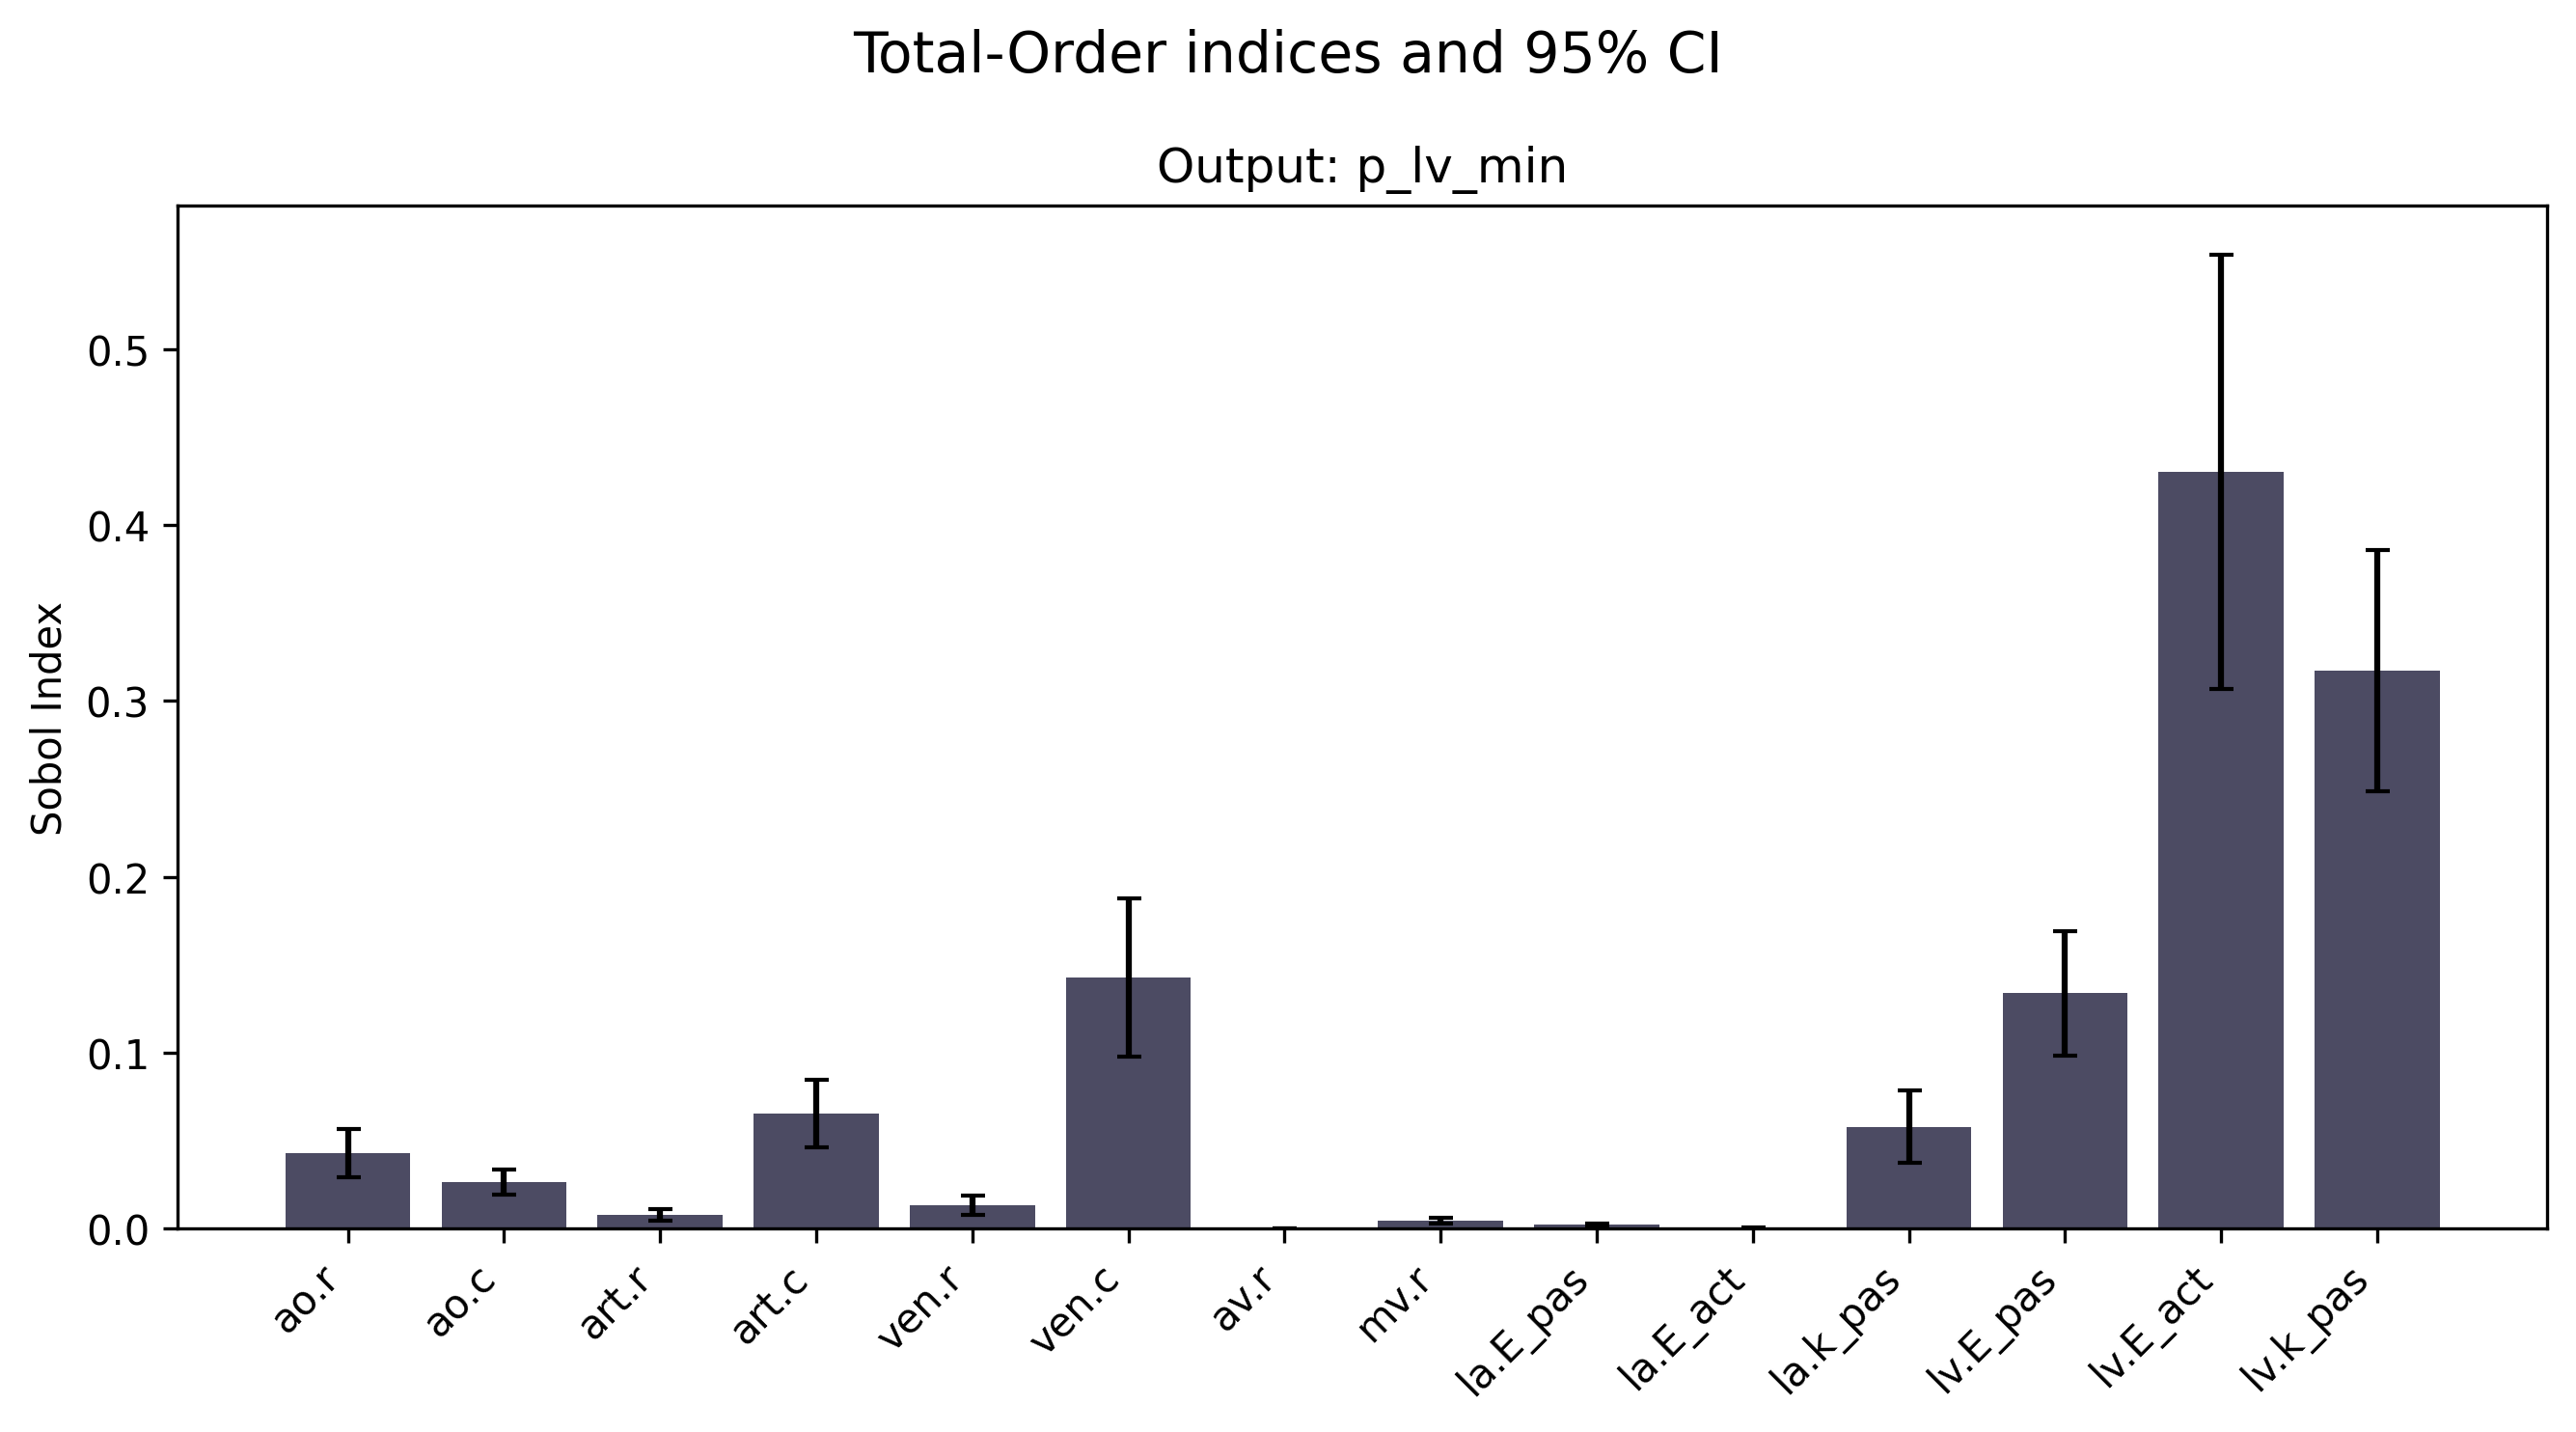 Total-Order indices and 95% CI
Output: p_lv_min
Sobol Index
0.5
0.4
0.3
0.2
0.1
0.0
ao.r
ao.c
art.r
art.c
ven.r
ven.c
av.r
mv.r
la.E_pas
la.E_act
la.k_pas
lv.E_pas
lv.E_act
lv.k_pas